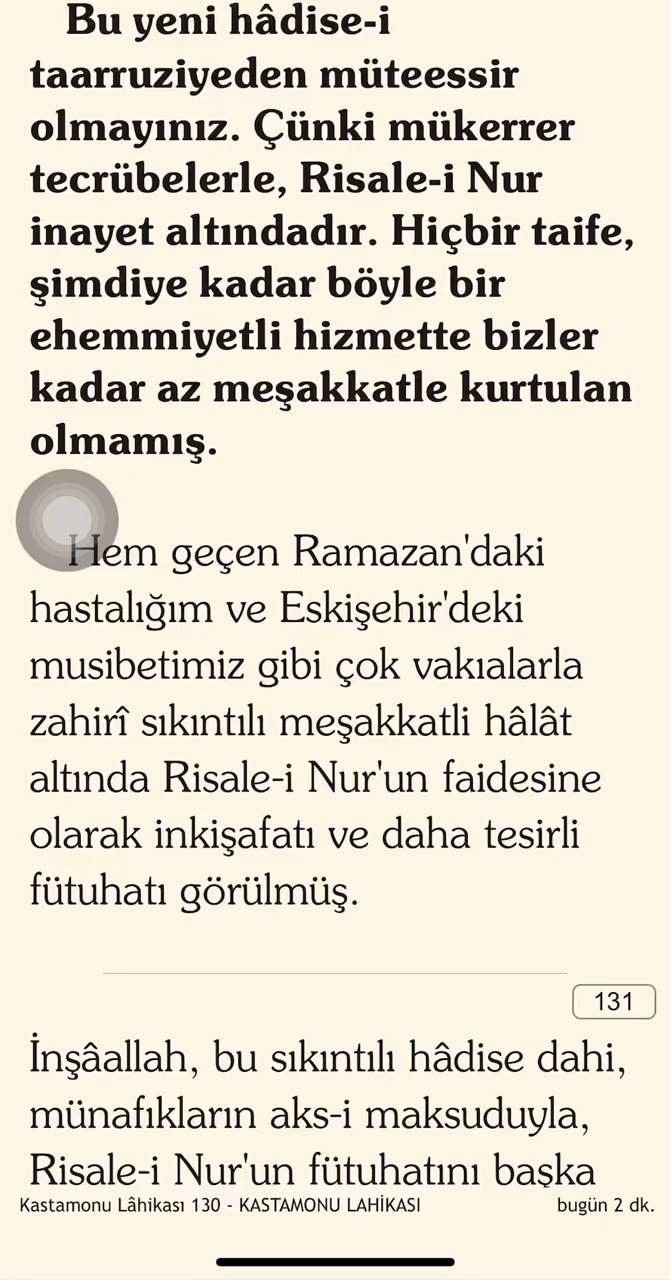 Bu yeni hâdise-i
taarruziyeden müteessir
olmayınız. Çünki mükerrer
tecrübelerle, Risale-i Nur
inayet altındadır. Hiçbir taife,
şimdiye kadar böyle bir
ehemmiyetli hizmette bizler
kadar az meşakkatle kurtulan
olmamış.
Hem geçen Ramazan'daki
hastalığım ve Eskişehir'deki
musibetimiz gibi çok vakıalarla
zahirî sıkıntılı meşakkatli hâlât
altında Risale-i Nur'un faidesine
olarak inkişafatı ve daha tesirli
fütuhatı görülmüş.
131
İnşâallah, bu sıkıntılı hâdise dahi,
münafıkların aks-i maksuduyla,
Risale-i Nur'un fütuhatını başka
Kastamonu Lâhikası 130 - KASTAMONU LAHİKASI bugün 2 dk.